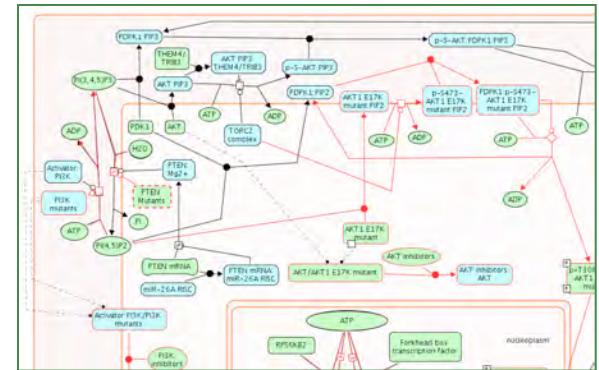 PDPK1:PIP3
p-S-AKT:PDPK1:PIP3
THEM4/
TRIB3
AKT:PIP3
THEM4/TRIB3
PI(3,4,5)P3
AKT:PIP3
p-S-AKT:PIP3
PDPK1:PIP2
AKT1 E17K
mutant:PIP2
p-S473-
AKT1 E17K
mutant:PIP2
PDPK1:p-S473-
AKT1 E17K
mutant:PIP2
ATP
ADP
ADP
PDK1
AKT
TORC2
complex
ATP
ADP
ATP
ATP
H2O
Activator:
PI3K
PTEN:
Mg2+
PTEN
Mutants
PI3K
mutants
ADP
ATP
Pi
PI(4,5)P2
AKT1 E17K
mutant
PTEN mRNA
PTEN mRNA:
miR-26A RISC
miR-26A RISC
AKT inhibitors
AKT/AKT1 E17K mutant
AKT inhibitors:
AKT
p-T308
AKT1
mu
Activator:PI3K/PI3K
mutants
PI3K
inhibitors
ATP
RPS6KB2
Forkhead box
transcription factor
nucleoplasm